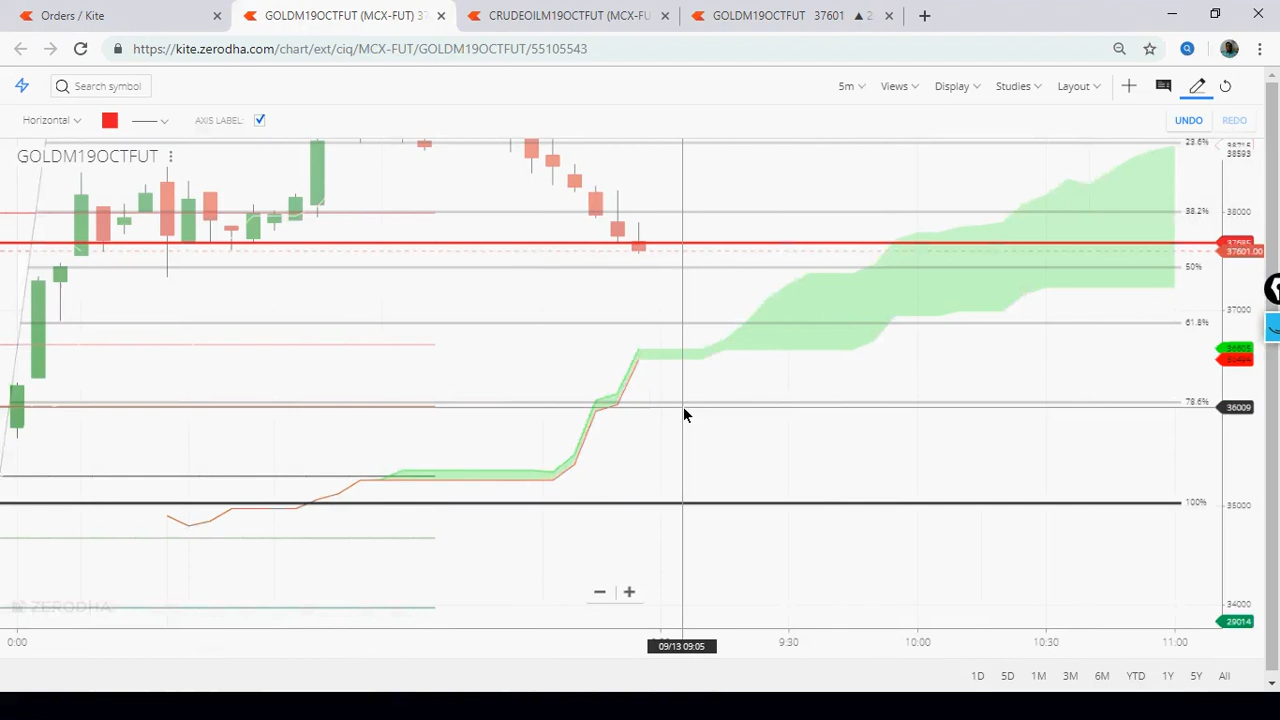 Orders / Kite
GOLDM19OCTFUT (MCX-FUT) 37
CRUDEOILM19OCTFUT (MCX-FU
GOLDM19OCTFUT 37601 ▲ 2
https://kite.zerodha.com/chart/ext/ciq/MCX-FUT/GOLDM19OCTFUT/55105543
Search symbol
5m
Views
Display
Studies
Layout
Horizontal
AXIS LABEL:
UNDO
REDO
GOLDM19OCTFUT
23.6%
38593
38.2%
38000
37685
37601.00
50%
37000
61.8%
36605
78.6%
36009
100%
35000
34000
29014
ZERODHA
0:00
09/13 09:05
9:30
10:00
10:30
11:00
1D
5D
1M
3M
6M
YTD
1Y
5Y
All